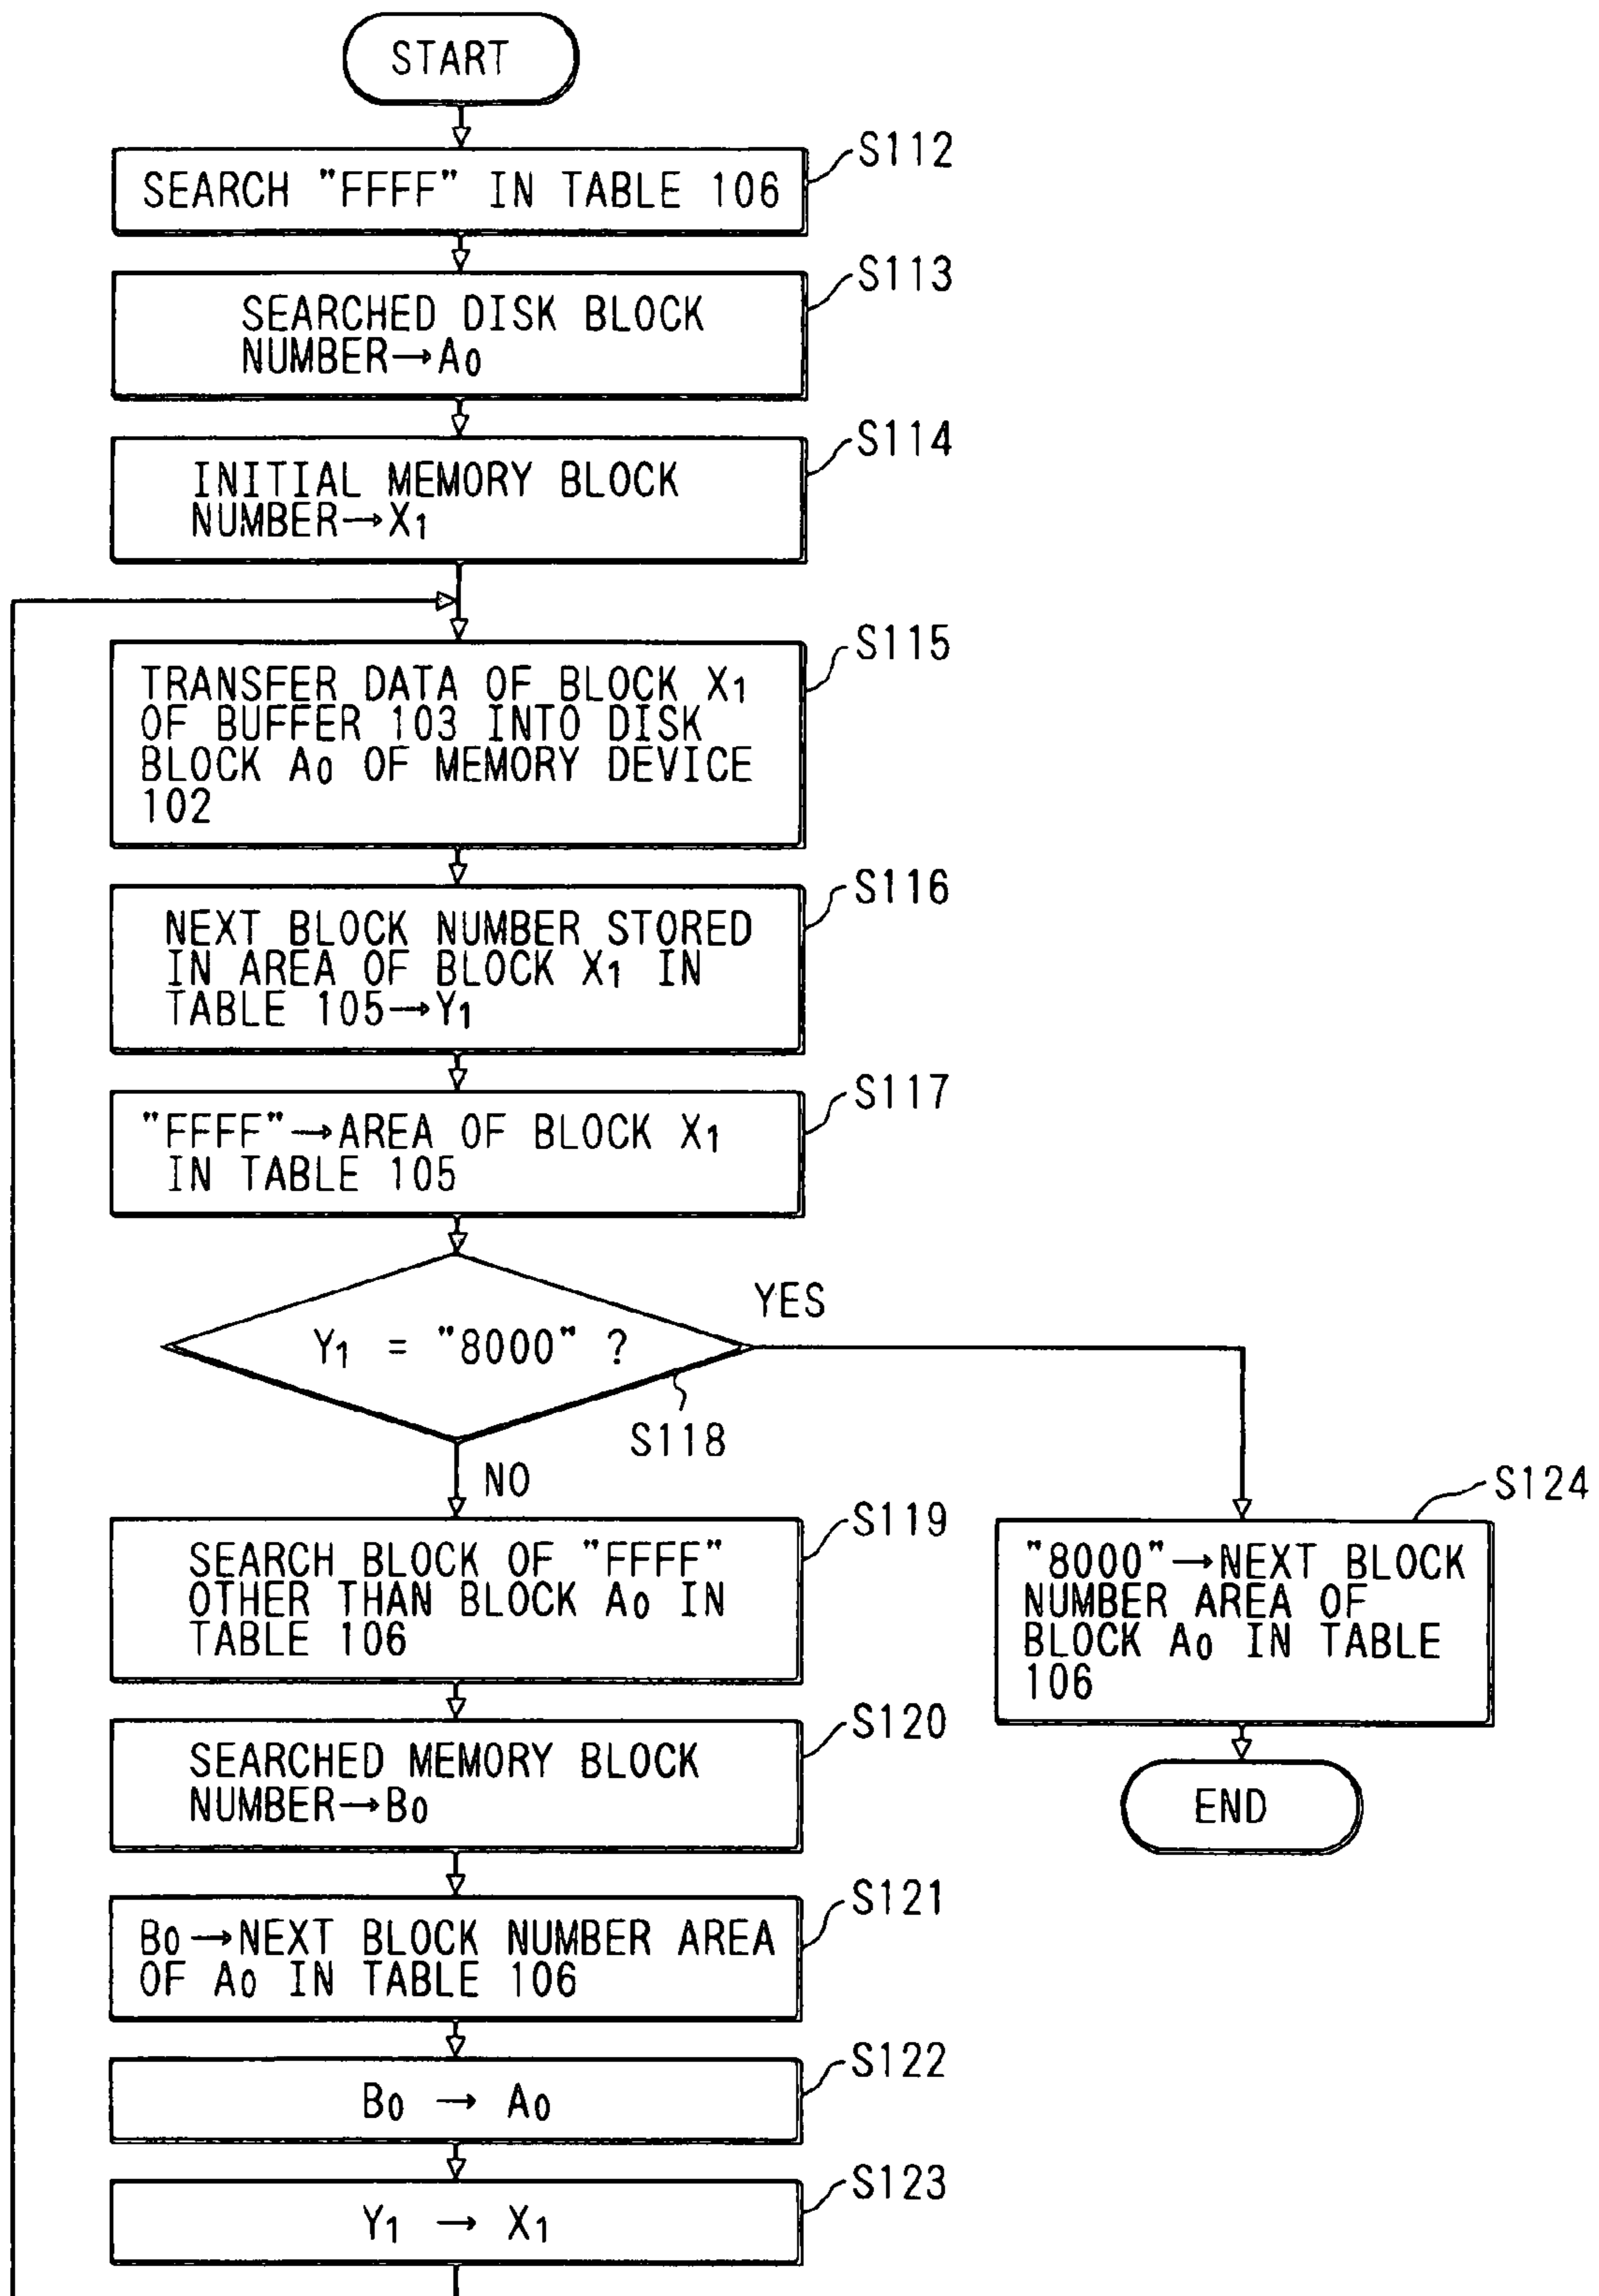 START
S112
SEARCH "FFFF" IN TABLE 106
S113
SEARCHED DISK BLOCK
NUMBER→A0
S114
INITIAL MEMORY BLOCK
NUMBER→X1
S115
TRANSFER DATA OF BLOCK X1
OF BUFFER 103 INTO DISK
BLOCK A0 OF MEMORY DEVICE
102
S116
NEXT BLOCK NUMBER STORED
IN AREA OF BLOCK X1 IN
TABLE 105→Y1
S117
"FFFF"→AREA OF BLOCK X1
IN TABLE 105
Y1 = "8000" ?
YES
S118
NO
S119
SEARCH BLOCK OF "FFFF"
OTHER THAN BLOCK A0 IN
TABLE 106
S120
SEARCHED MEMORY BLOCK
NUMBER→B0
S121
B0→NEXT BLOCK NUMBER AREA
OF A0 IN TABLE 106
S122
B0 → A0
S123
Y1 → X1
S124
"8000"→NEXT BLOCK
NUMBER AREA OF
BLOCK A0 IN TABLE
106
END